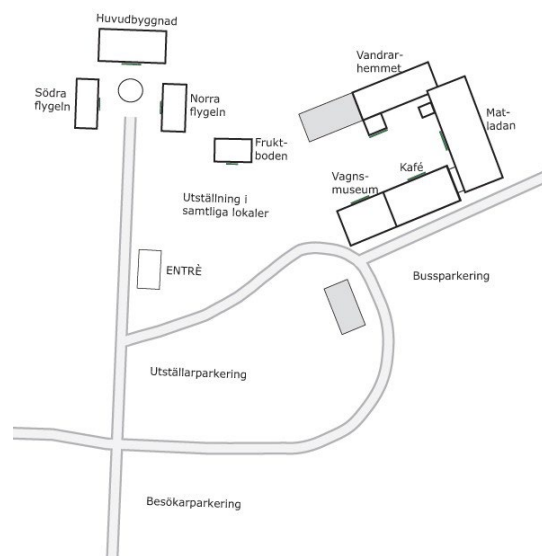 Huvudbyggnad
Södra
flygeln
Norra
flygeln
Frukt-
boden
Vandrar-
hemmet
Mat-
ladan
Kafé
Vagns-
museum
Utställning i
samtliga lokaler
ENTRÈ
Bussparkering
Utställarparkering
Besökarparkering